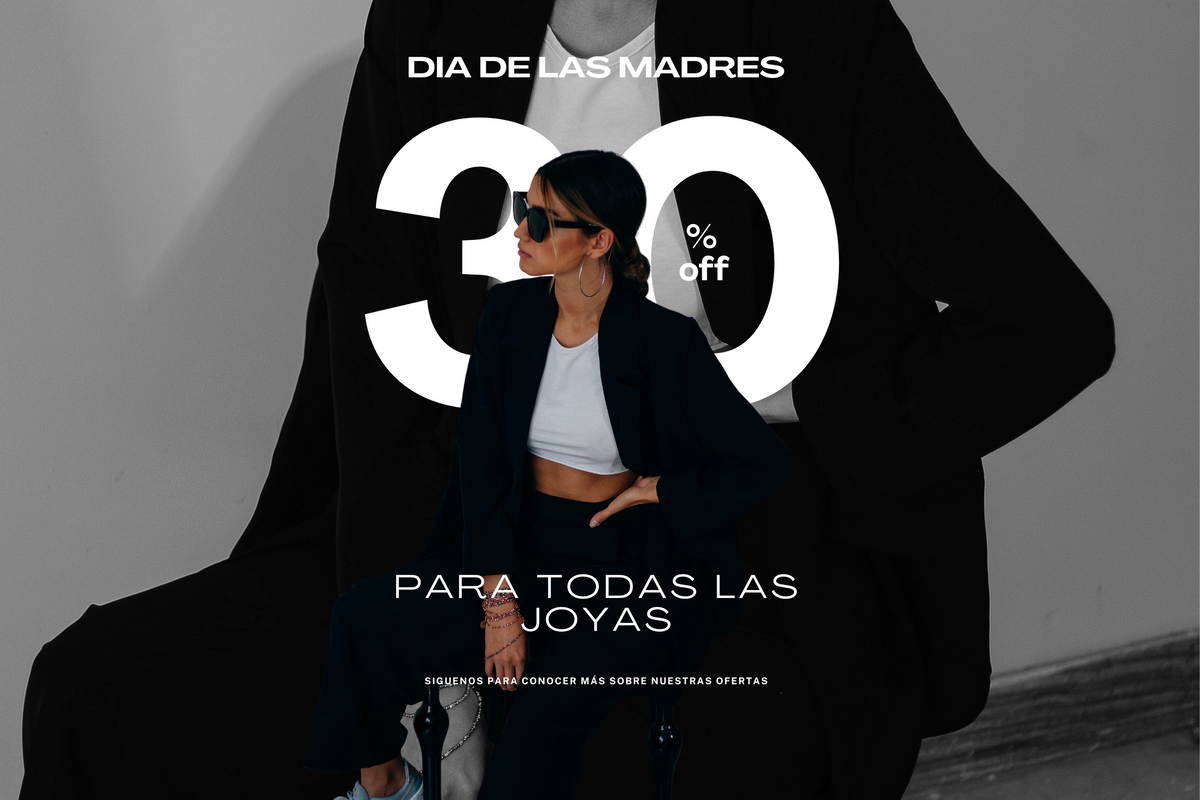 DIA DE LAS MADRES
30
%
off
PARA TODAS LAS
JOYAS
SIGUENOS PARA CONOCER MÁS SOBRE NUESTRAS OFERTAS